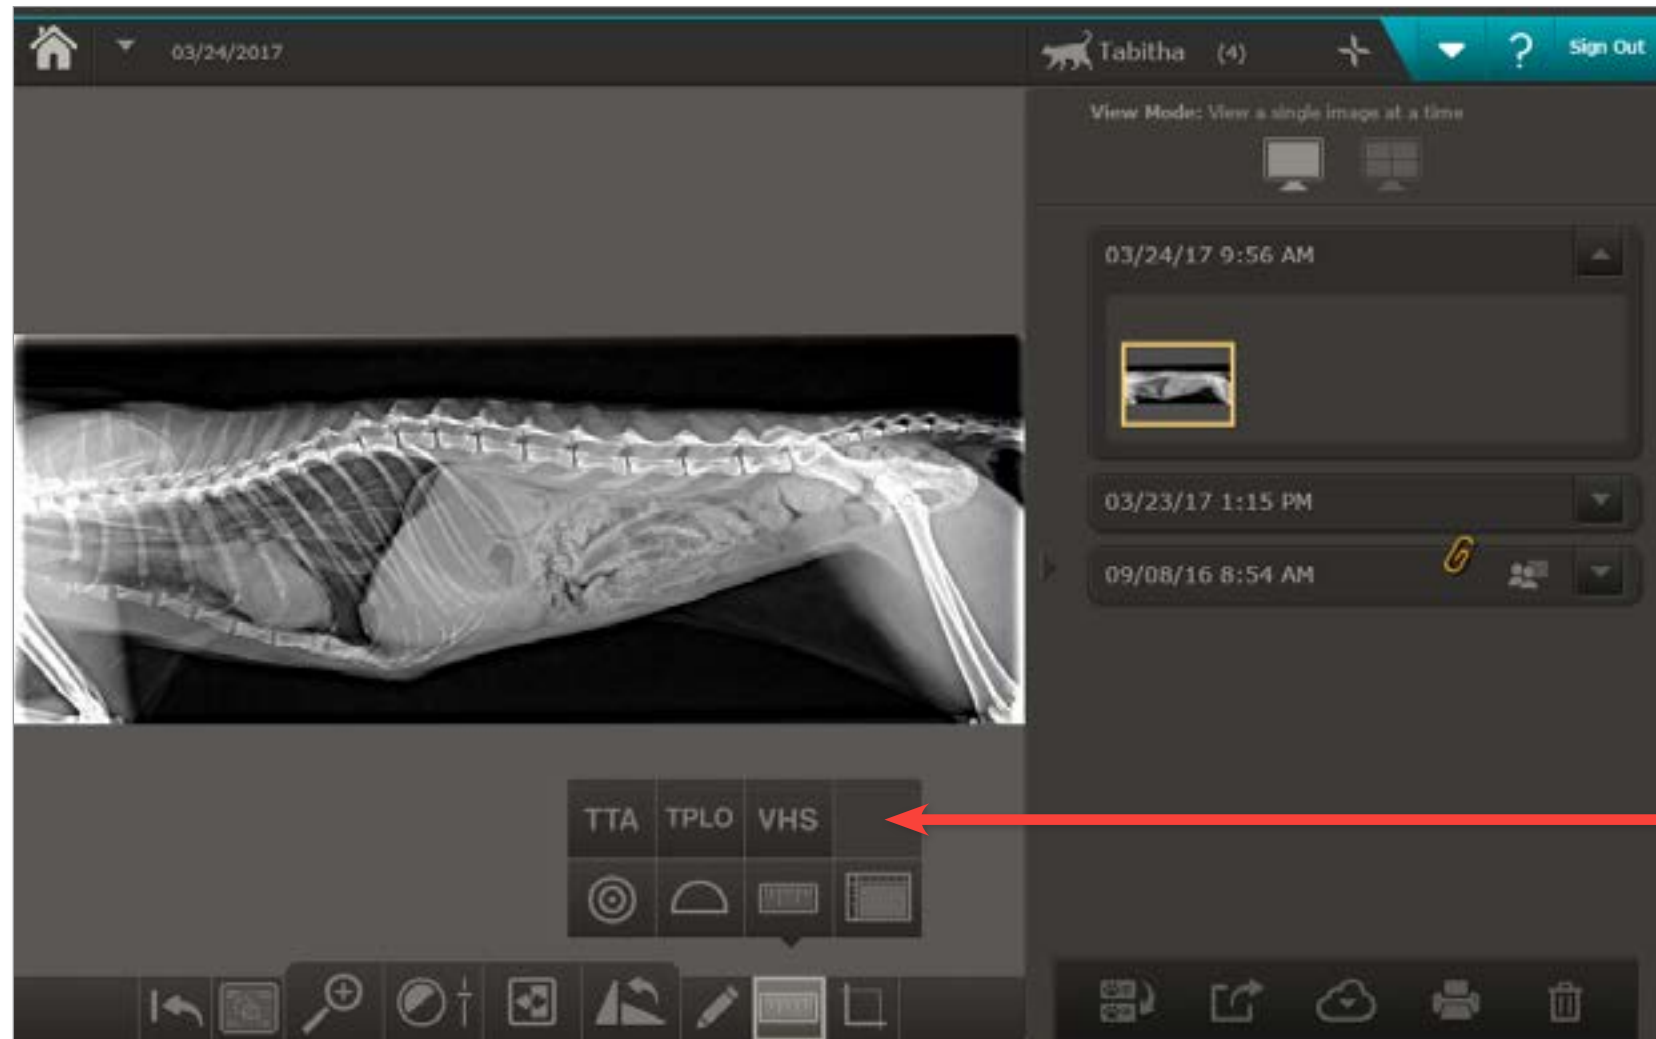 03/24/2017
Tabitha (4)
? Sign Out
View Mode: View a single image at a time
03/24/17 9:56 AM
03/23/17 1:15 PM
09/08/16 8:54 AM
TTA TPLO VHS